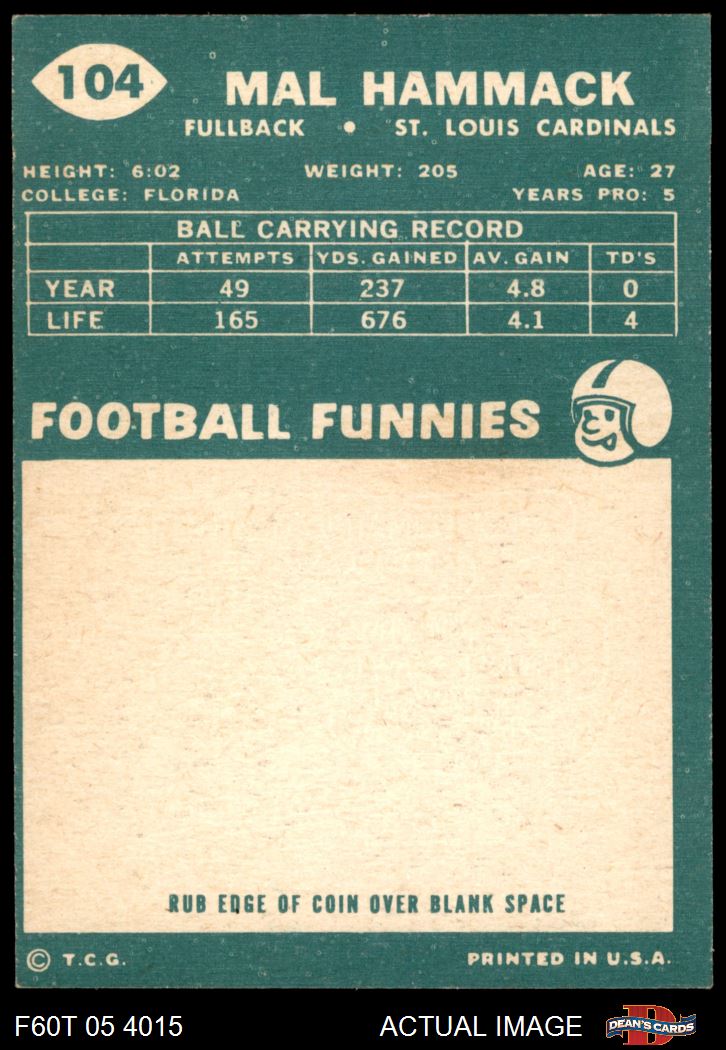 104
MAL HAMMACK
FULLBACK • ST. LOUIS CARDINALS
HEIGHT: 6:02 WEIGHT: 205 AGE: 27
COLLEGE: FLORIDA YEARS PRO: 5
BALL CARRYING RECORD
ATTEMPTS YDS. GAINED AV. GAIN TD'S
YEAR 49 237 4.8 0
LIFE 165 676 4.1 4
FOOTBALL FUNNIES
RUB EDGE OF COIN OVER BLANK SPACE
© T.C.G. PRINTED IN U.S.A.
F60T 05 4015 ACTUAL IMAGE D DEAN'S CARDS